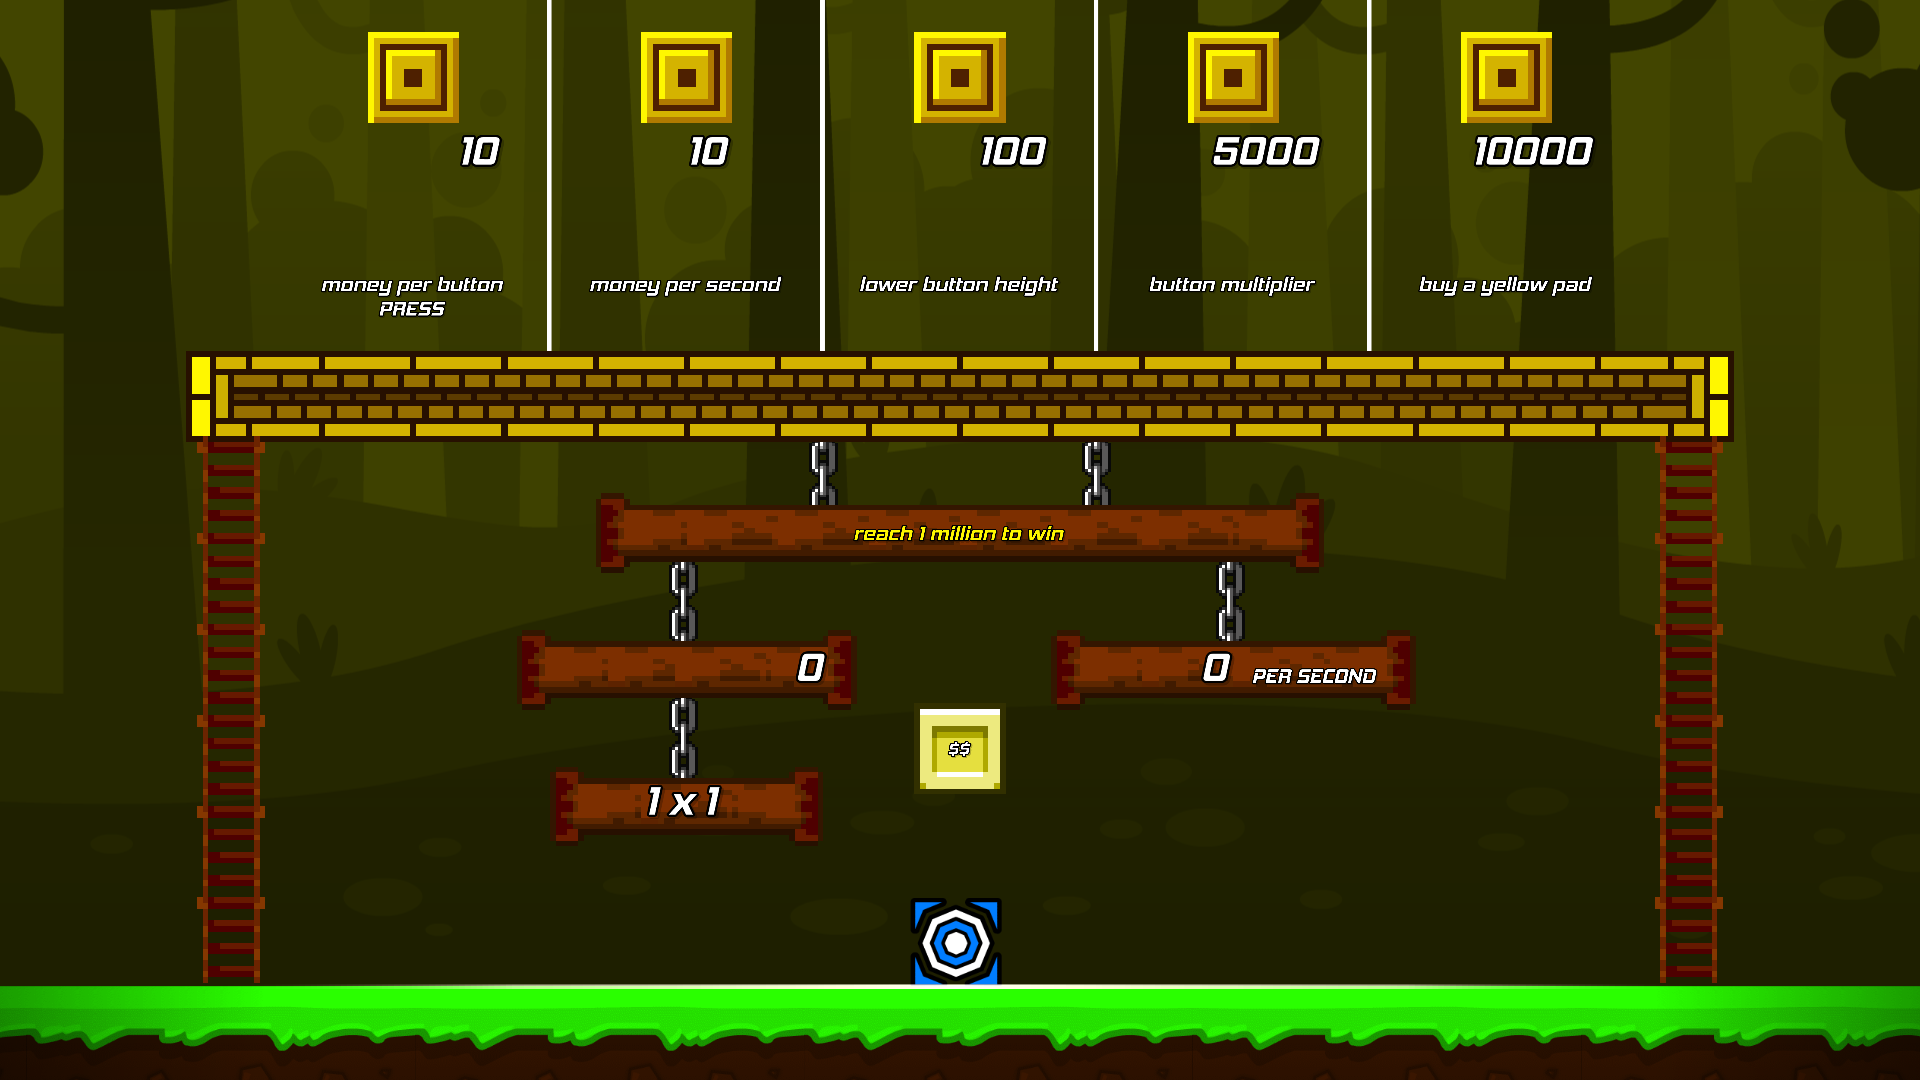 10
10
100
5000
10000
money per button
PRESS
money per second
lower button height
button multiplier
buy a yellow pad
reach 1 million to win
0
0 PER SECOND
$$
1 x 1